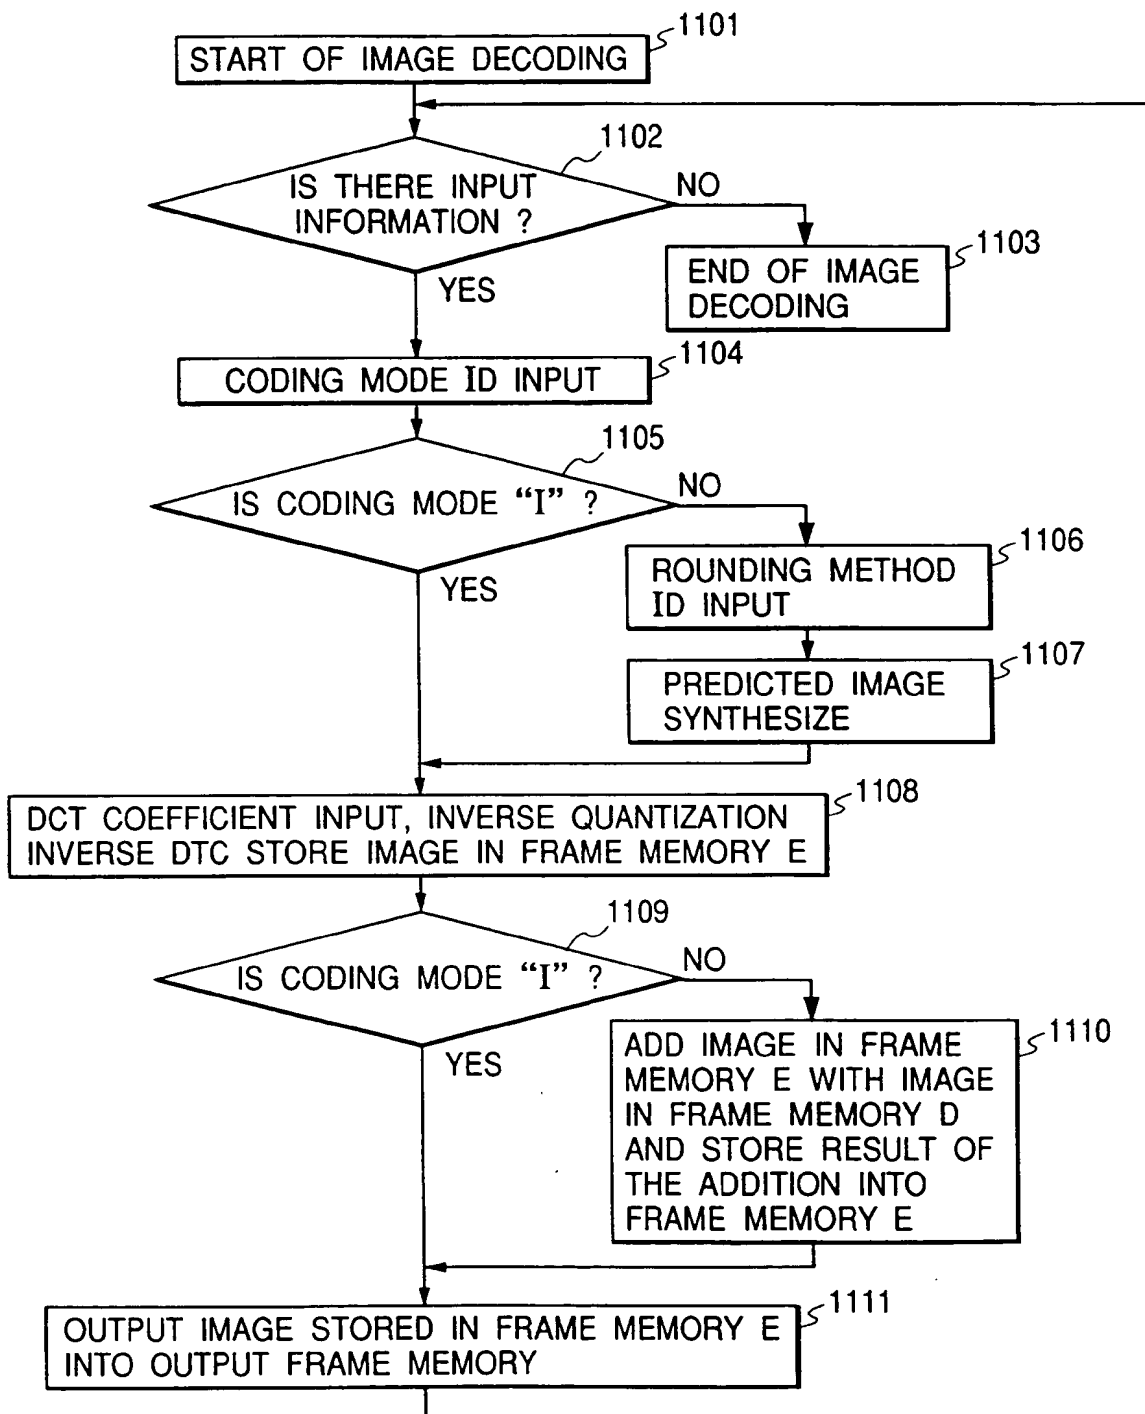 1101
START OF IMAGE DECODING
1102
IS THERE INPUT
INFORMATION ?
NO
1103
END OF IMAGE
DECODING
YES
1104
CODING MODE ID INPUT
1105
IS CODING MODE “I” ?
NO
1106
ROUNDING METHOD
ID INPUT
YES
1107
PREDICTED IMAGE
SYNTHESIZE
1108
DCT COEFFICIENT INPUT, INVERSE QUANTIZATION
INVERSE DTC STORE IMAGE IN FRAME MEMORY E
1109
IS CODING MODE “I” ?
NO
1110
ADD IMAGE IN FRAME
MEMORY E WITH IMAGE
IN FRAME MEMORY D
AND STORE RESULT OF
THE ADDITION INTO
FRAME MEMORY E
YES
1111
OUTPUT IMAGE STORED IN FRAME MEMORY E
INTO OUTPUT FRAME MEMORY